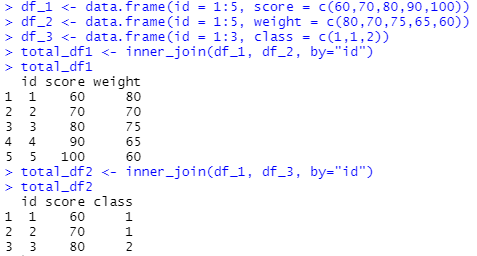 > df_1 <- data.frame(id = 1:5, score = c(60,70,80,90,100))
> df_2 <- data.frame(id = 1:5, weight = c(80,70,75,65,60))
> df_3 <- data.frame(id = 1:3, class = c(1,1,2))
> total_df1 <- inner_join(df_1, df_2, by="id")
> total_df1
  id score weight
1  1    60     80
2  2    70     70
3  3    80     75
4  4    90     65
5  5   100     60
> total_df2 <- inner_join(df_1, df_3, by="id")
> total_df2
  id score class
1  1    60     1
2  2    70     1
3  3    80     2